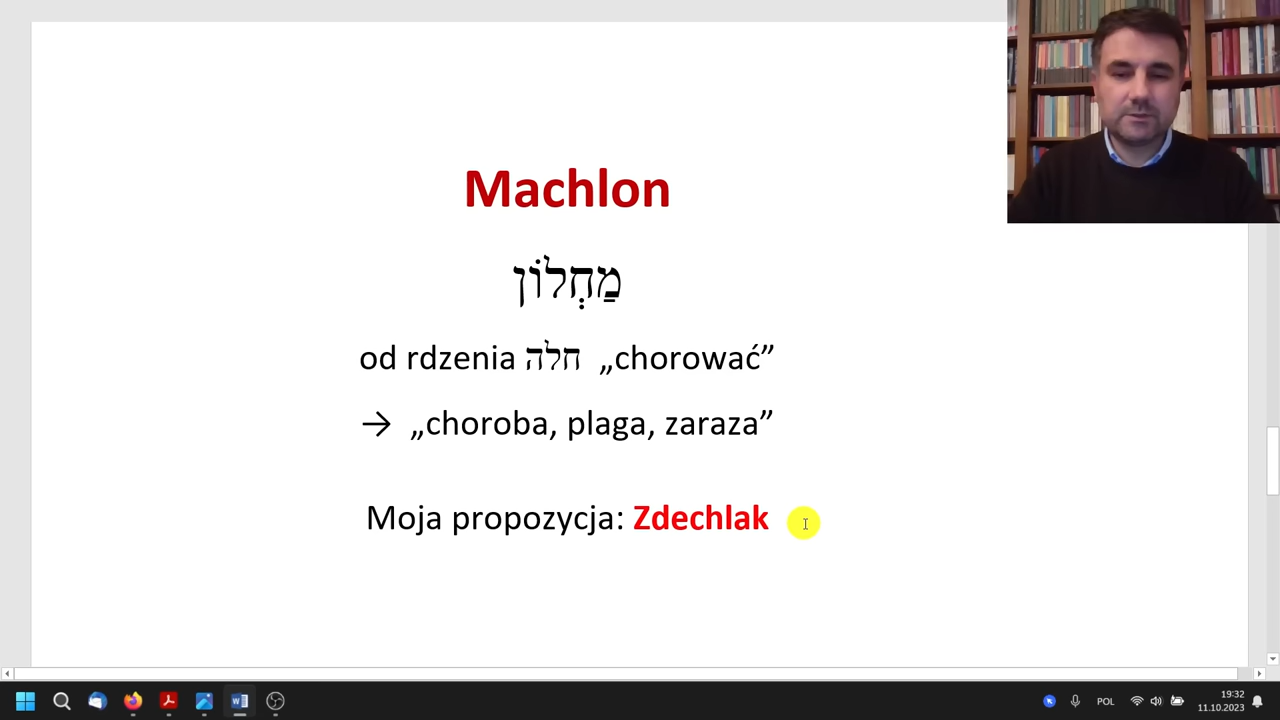 Machlon
מַחְלוֹן
od rdzenia חלה „chorować”
→ „choroba, plaga, zaraza”
Moja propozycja: Zdechlak
POL
19:32
11.10.2023